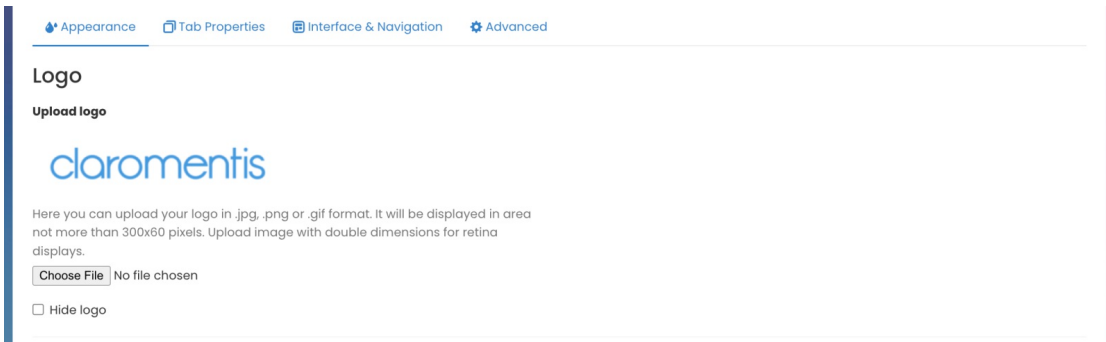 Appearance
Tab Properties
Interface & Navigation
Advanced
Logo
Upload logo
claromentis
Here you can upload your logo in .jpg, .png or .gif format. It will be displayed in area
not more than 300x60 pixels. Upload image with double dimensions for retina
displays.
Choose File No file chosen
Hide logo